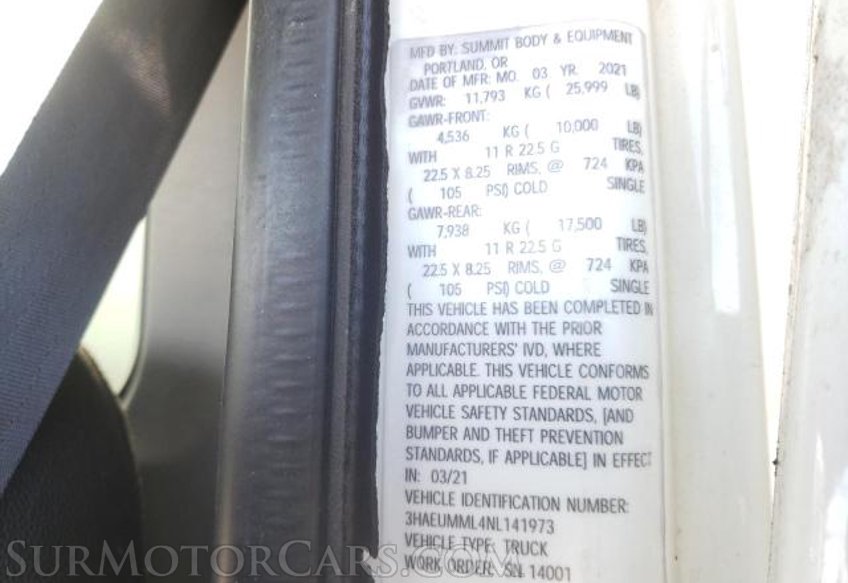 MFD BY: SUMMIT BODY & EQUIPMENT
PORTLAND, OR
DATE OF MFR: MO. 03 YR. 2021
GVWR: 11,793 KG ( 25,999 LB)
GAWR-FRONT:
4,536 KG ( 10,000 LB)
WITH 11 R 22.5 G TIRES,
22.5 X 8.25 RIMS, @ 724 KPA
( 105 PSI) COLD SINGLE
GAWR-REAR:
7,938 KG ( 17,500 LB)
WITH 11 R 22.5 G TIRES,
22.5 X 8.25 RIMS, @ 724 KPA
( 105 PSI) COLD SINGLE
THIS VEHICLE HAS BEEN COMPLETED IN
ACCORDANCE WITH THE PRIOR
MANUFACTURERS' IVD, WHERE
APPLICABLE. THIS VEHICLE CONFORMS
TO ALL APPLICABLE FEDERAL MOTOR
VEHICLE SAFETY STANDARDS, [AND
BUMPER AND THEFT PREVENTION
STANDARDS, IF APPLICABLE] IN EFFECT
IN: 03/21
VEHICLE IDENTIFICATION NUMBER:
3HAEUMML4NL141973
VEHICLE TYPE: TRUCK
WORK ORDER: SN 14001
SurMotorCars.com